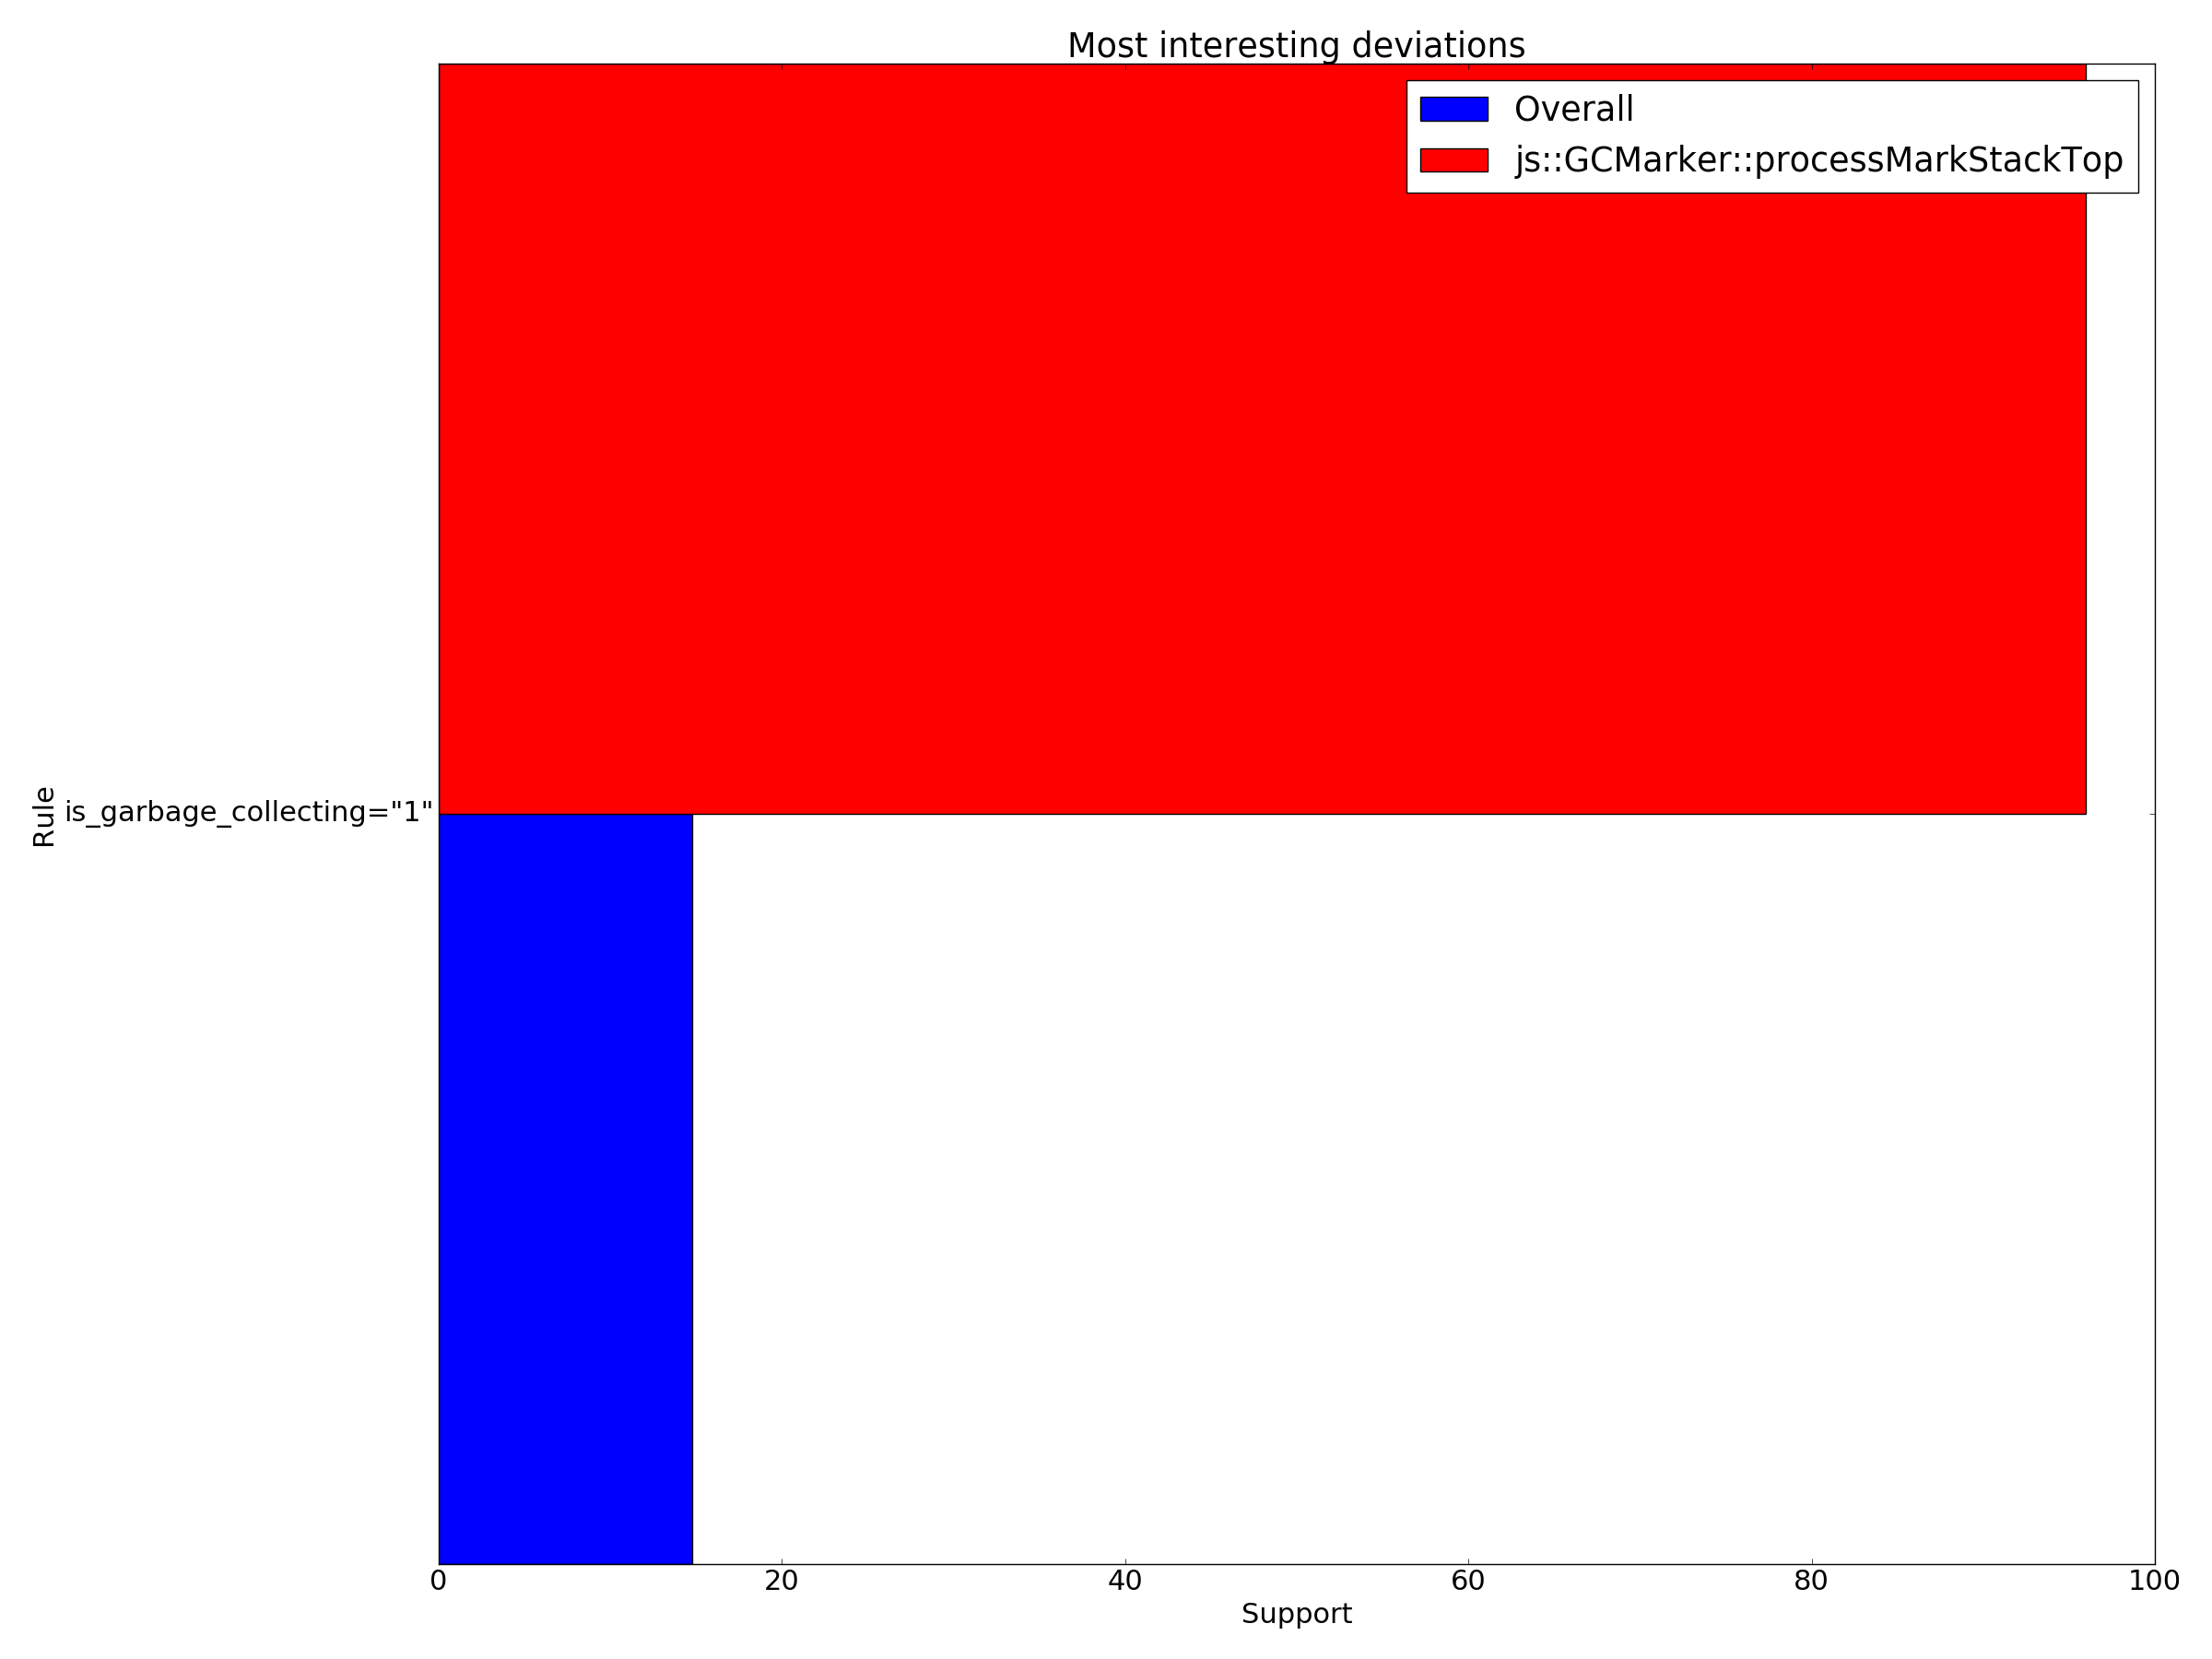 Most interesting deviations
Overall
js::GCMarker::processMarkStackTop
Rule
is_garbage_collecting="1"
0 20 40 60 80 100
Support